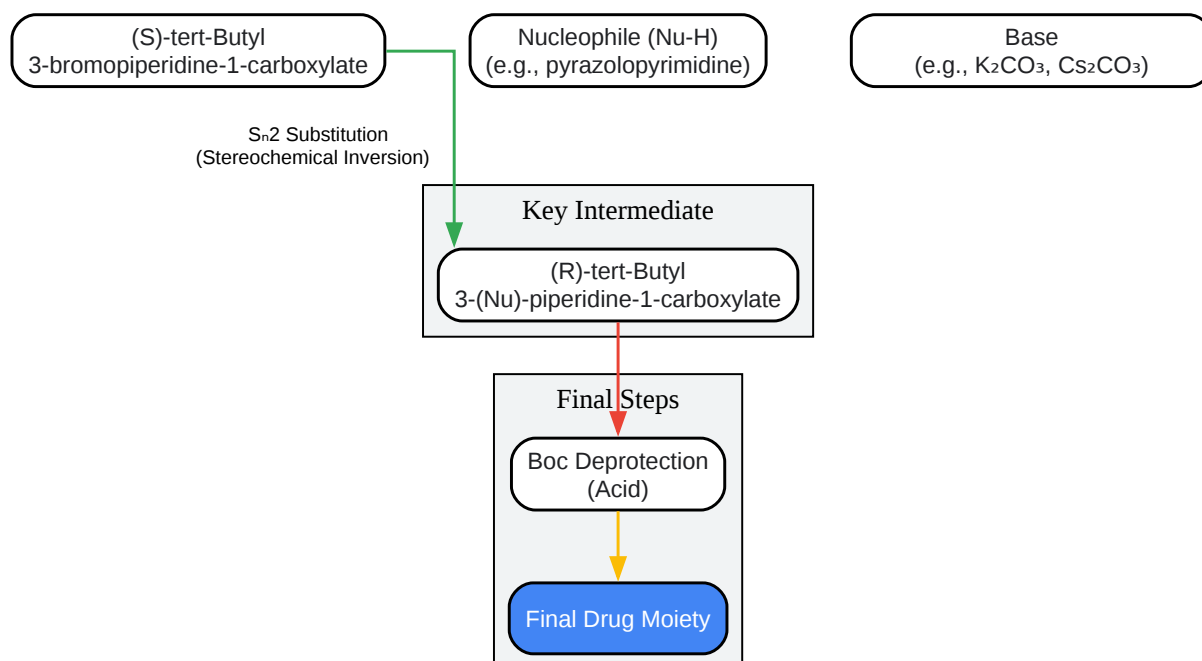 (S)-tert-Butyl
3-bromopiperidine-1-carboxylate
Nucleophile (Nu-H)
(e.g., pyrazolopyrimidine)
Base
(e.g., K₂CO₃, Cs₂CO₃)
Sₙ2 Substitution
(Stereochemical Inversion)
Key Intermediate
(R)-tert-Butyl
3-(Nu)-piperidine-1-carboxylate
Final Steps
Boc Deprotection
(Acid)
Final Drug Moiety